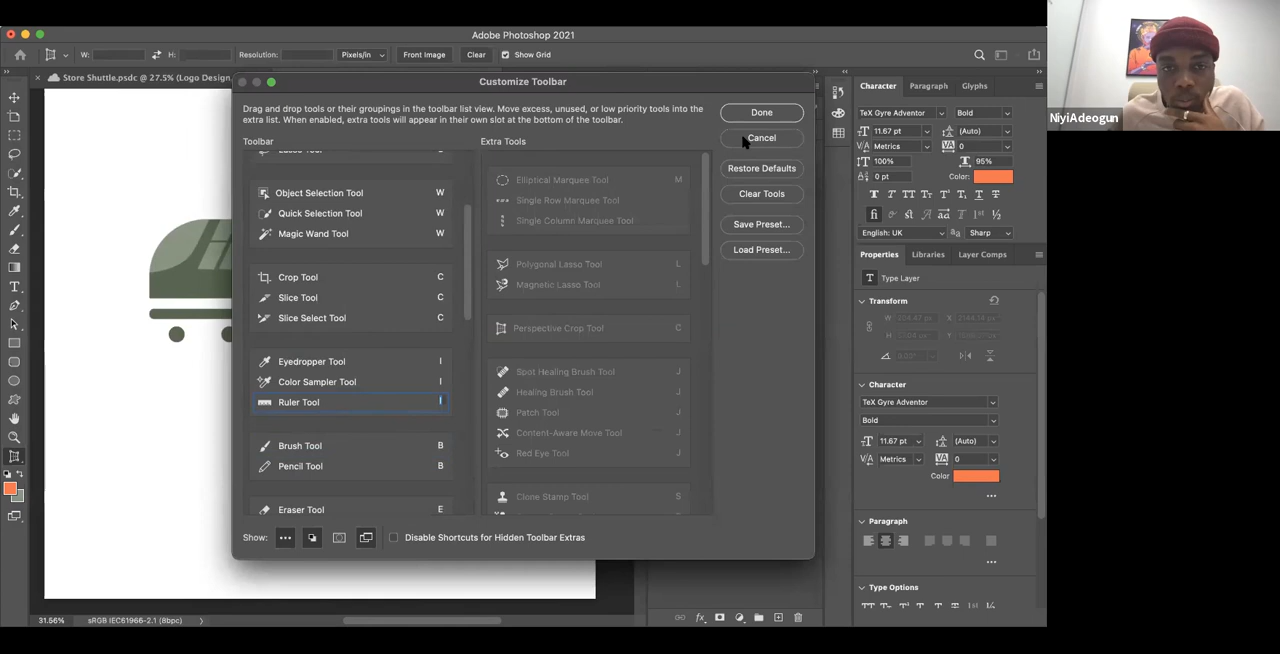 Adobe Photoshop 2021
W: H: Resolution: Pixels/in Front Image Clear Show Grid
Store Shuttle.psdc @ 27.5% (Logo Design,
Customize Toolbar
Drag and drop tools or their groupings in the toolbar list view. Move excess, unused, or low priority tools into the
extra list. When enabled, extra tools will appear in their own slot at the bottom of the toolbar.
Toolbar
Lasso Tool
Object Selection Tool W
Quick Selection Tool W
Magic Wand Tool W
Crop Tool C
Slice Tool C
Slice Select Tool C
Eyedropper Tool I
Color Sampler Tool I
Ruler Tool I
Brush Tool B
Pencil Tool B
Eraser Tool E
Extra Tools
Elliptical Marquee Tool M
Single Row Marquee Tool
Single Column Marquee Tool
Polygonal Lasso Tool L
Magnetic Lasso Tool L
Perspective Crop Tool C
Spot Healing Brush Tool J
Healing Brush Tool J
Patch Tool J
Content-Aware Move Tool J
Red Eye Tool J
Clone Stamp Tool S
Done
Cancel
Restore Defaults
Clear Tools
Save Preset...
Load Preset...
Show: Disable Shortcuts for Hidden Toolbar Extras
31.56% sRGB IEC61966-2.1 (8bpc)
Character Paragraph Glyphs
TeX Gyre Adventor Bold
11.67 pt (Auto)
Metrics 0
100% 95%
0 pt Color:
English: UK Sharp
Properties Libraries Layer Comps
Type Layer
Transform
W H
X Y
0.00°
Character
TeX Gyre Adventor
Bold
11.67 pt (Auto)
Metrics 0
Color
Paragraph
Type Options
NiyiAdeogun